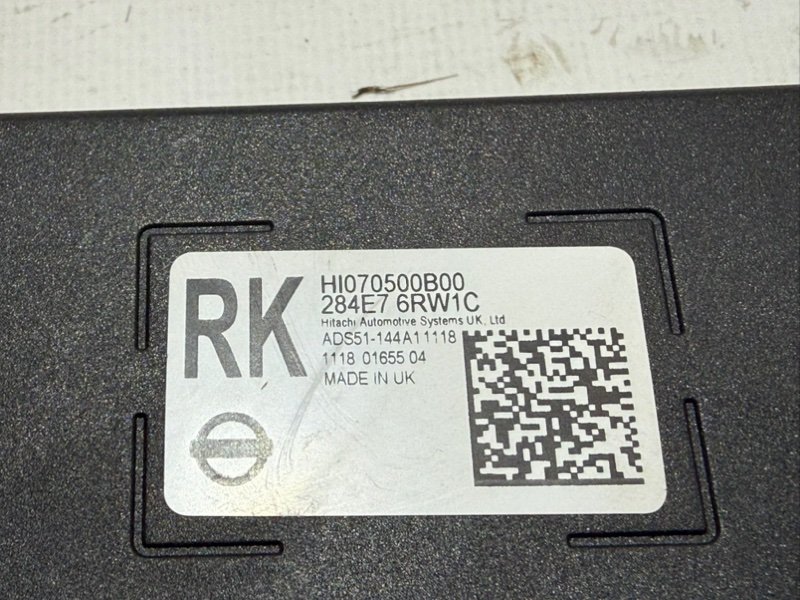 RK
HI070500B00
284E7 6RW1C
Hitachi Automotive Systems UK, Ltd
ADS51-144A11118
1118 01655 04
MADE IN UK